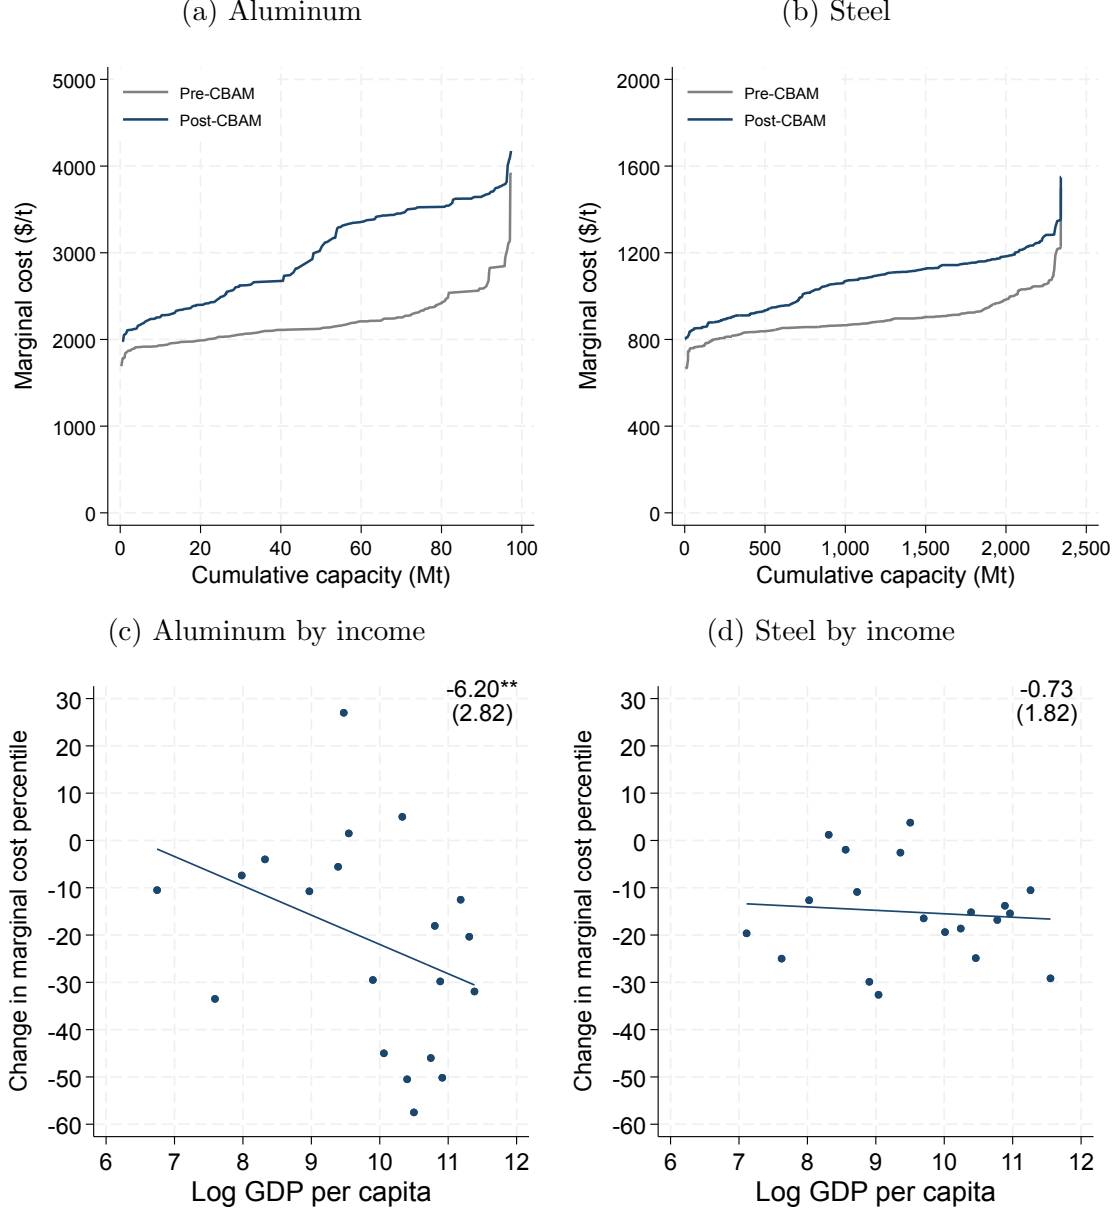 (a) Aluminum
5000
4000
3000
2000
1000
0
Marginal cost ($/t)
Pre-CBAM
Post-CBAM
0 20 40 60 80 100
Cumulative capacity (Mt)
(b) Steel
2000
1600
1200
800
400
0
Marginal cost ($/t)
Pre-CBAM
Post-CBAM
0 500 1,000 1,500 2,000 2,500
Cumulative capacity (Mt)
(c) Aluminum by income
30
20
10
0
-10
-20
-30
-40
-50
-60
Change in marginal cost percentile
-6.20**
(2.82)
6 7 8 9 10 11 12
Log GDP per capita
(d) Steel by income
30
20
10
0
-10
-20
-30
-40
-50
-60
Change in marginal cost percentile
-0.73
(1.82)
6 7 8 9 10 11 12
Log GDP per capita